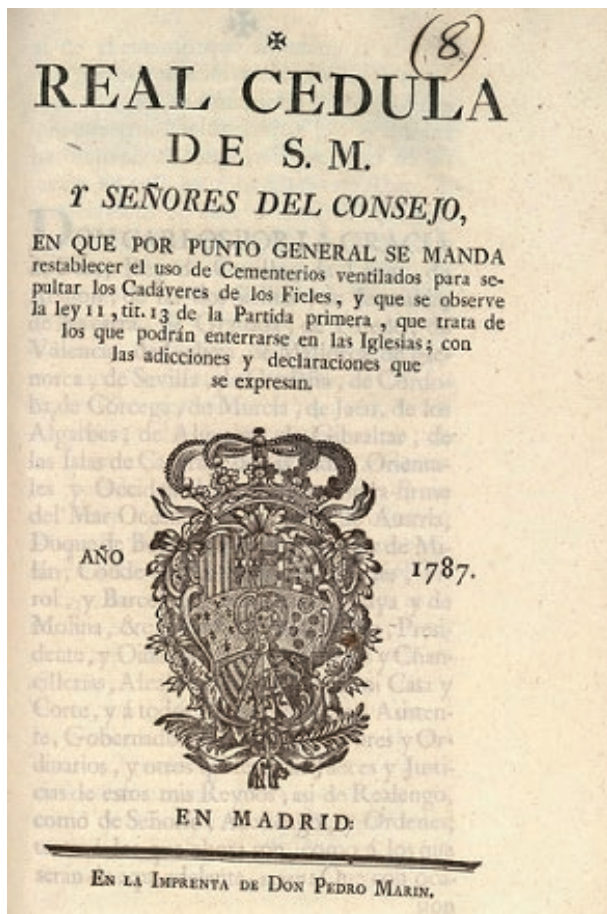 (8.)
✠
REAL CEDULA
DE S. M.
Y SEÑORES DEL CONSEJO,
EN QUE POR PUNTO GENERAL SE MANDA
restablecer el uso de Cementerios ventilados para se-
pultar los Cadáveres de los Fieles, y que se observe
la ley 11, tit. 13 de la Partida primera, que trata de
los que podrán enterrarse en las Iglesias; con
las adicciones y declaraciones que
se expresan.
AÑO 1787.
EN MADRID:
EN LA IMPRENTA DE DON PEDRO MARIN.